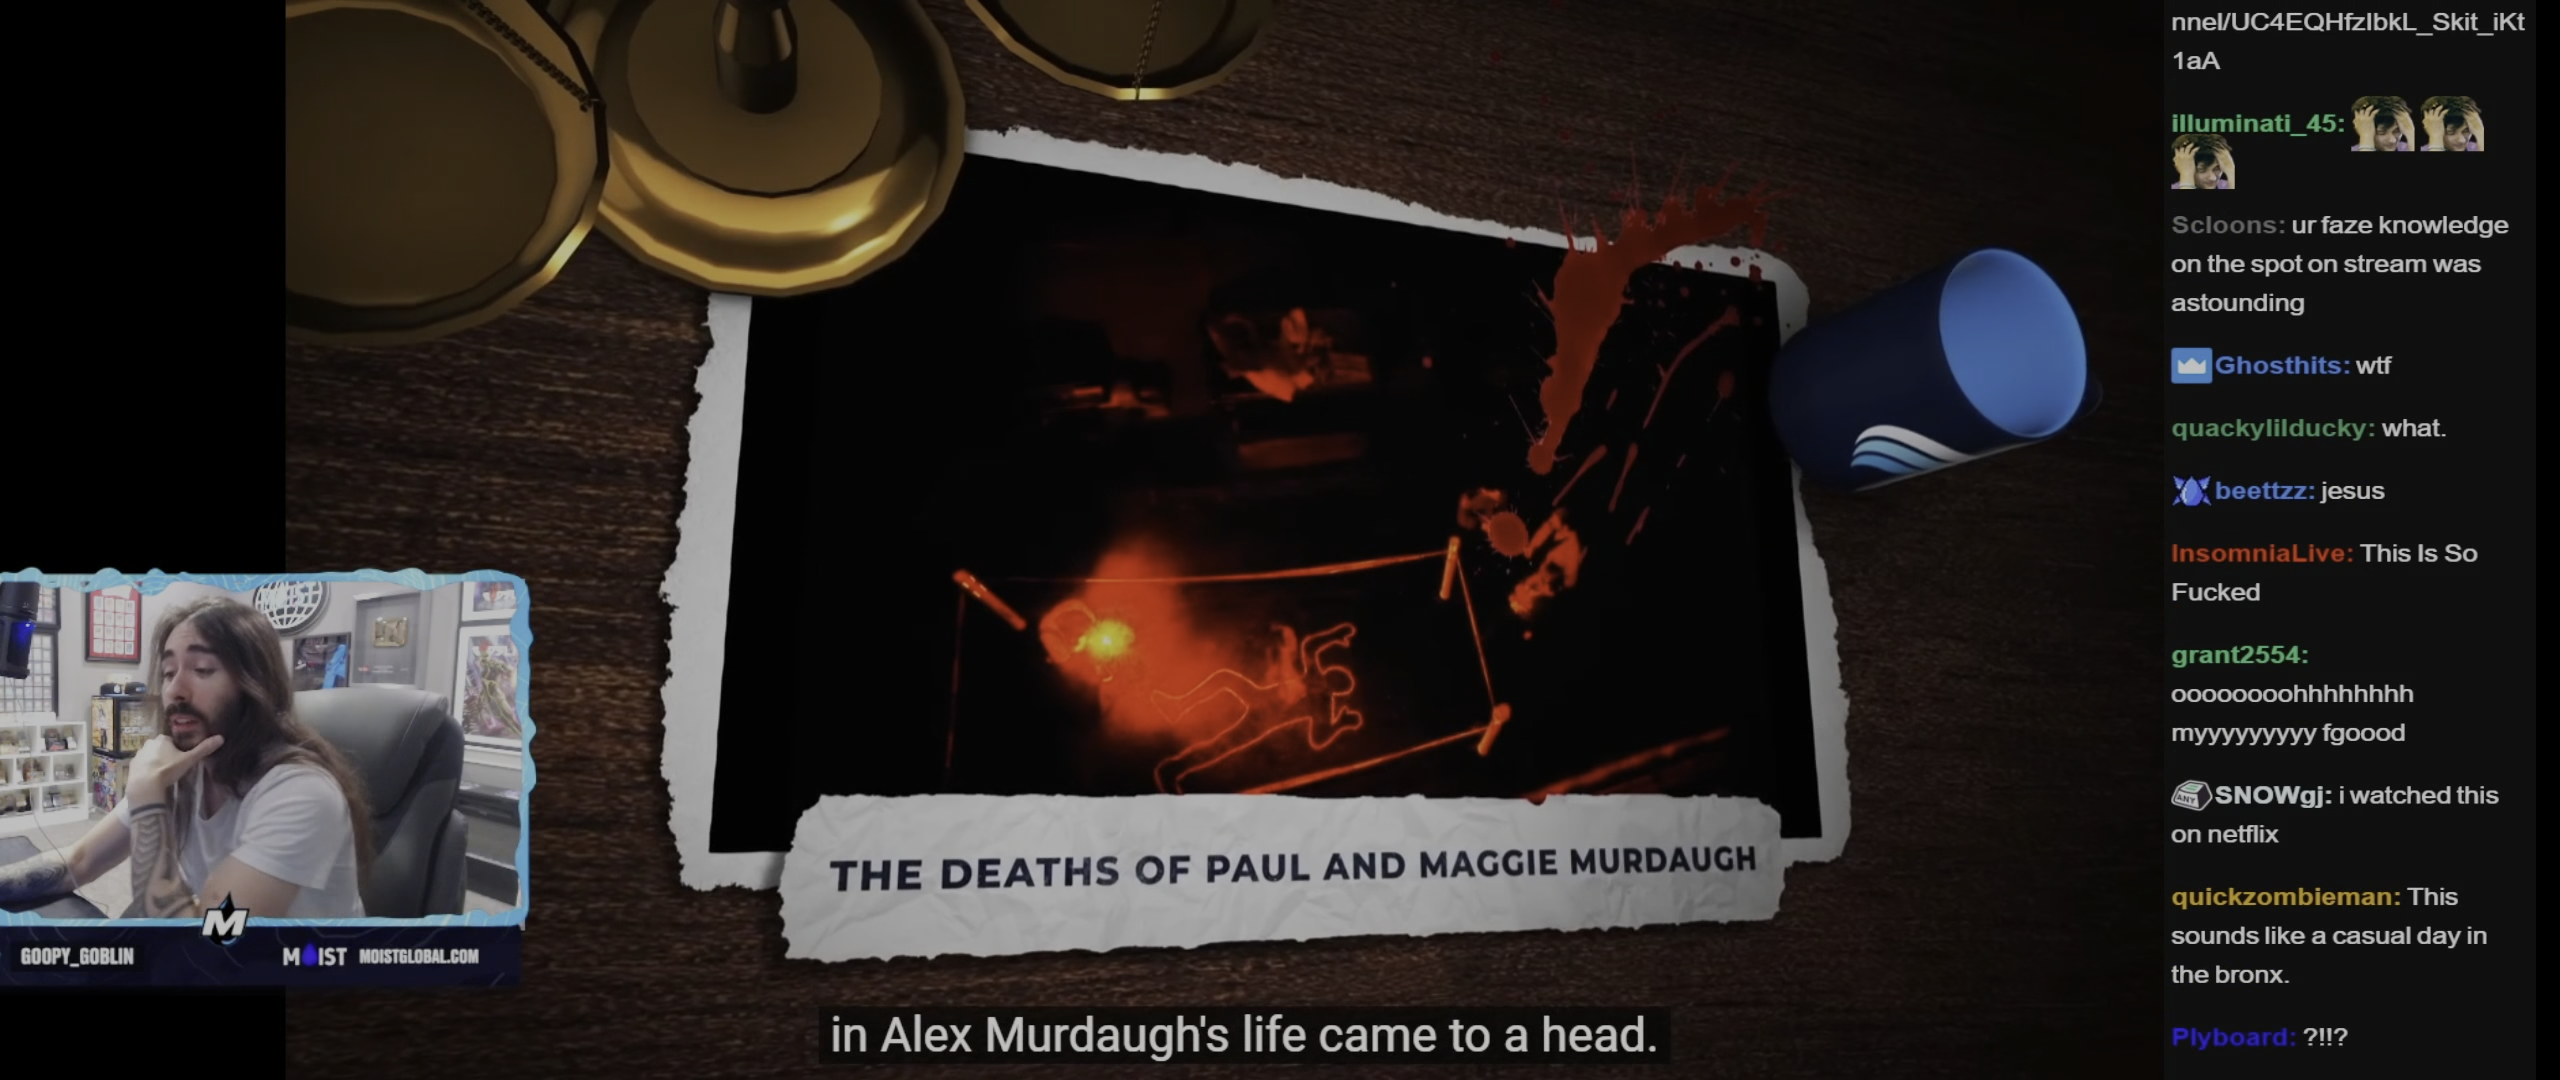 nnel/UC4EQHfzIbkL_Skit_iKt
1aA
illuminati_45:
Scloons: ur faze knowledge
on the spot on stream was
astounding
Ghosthits: wtf
quackylilducky: what.
beettzz: jesus
InsomniaLive: This Is So
Fucked
grant2554:
oooooooohhhhhhhh
myyyyyyyyy fgoood
ANY SNOWgj: i watched this
on netflix
quickzombieman: This
sounds like a casual day in
the bronx.
Plyboard: ?!!?
THE DEATHS OF PAUL AND MAGGIE MURDAUGH
MOIST
M
GOOPY_GOBLIN
MOIST MOISTGLOBAL.COM
in Alex Murdaugh's life came to a head.